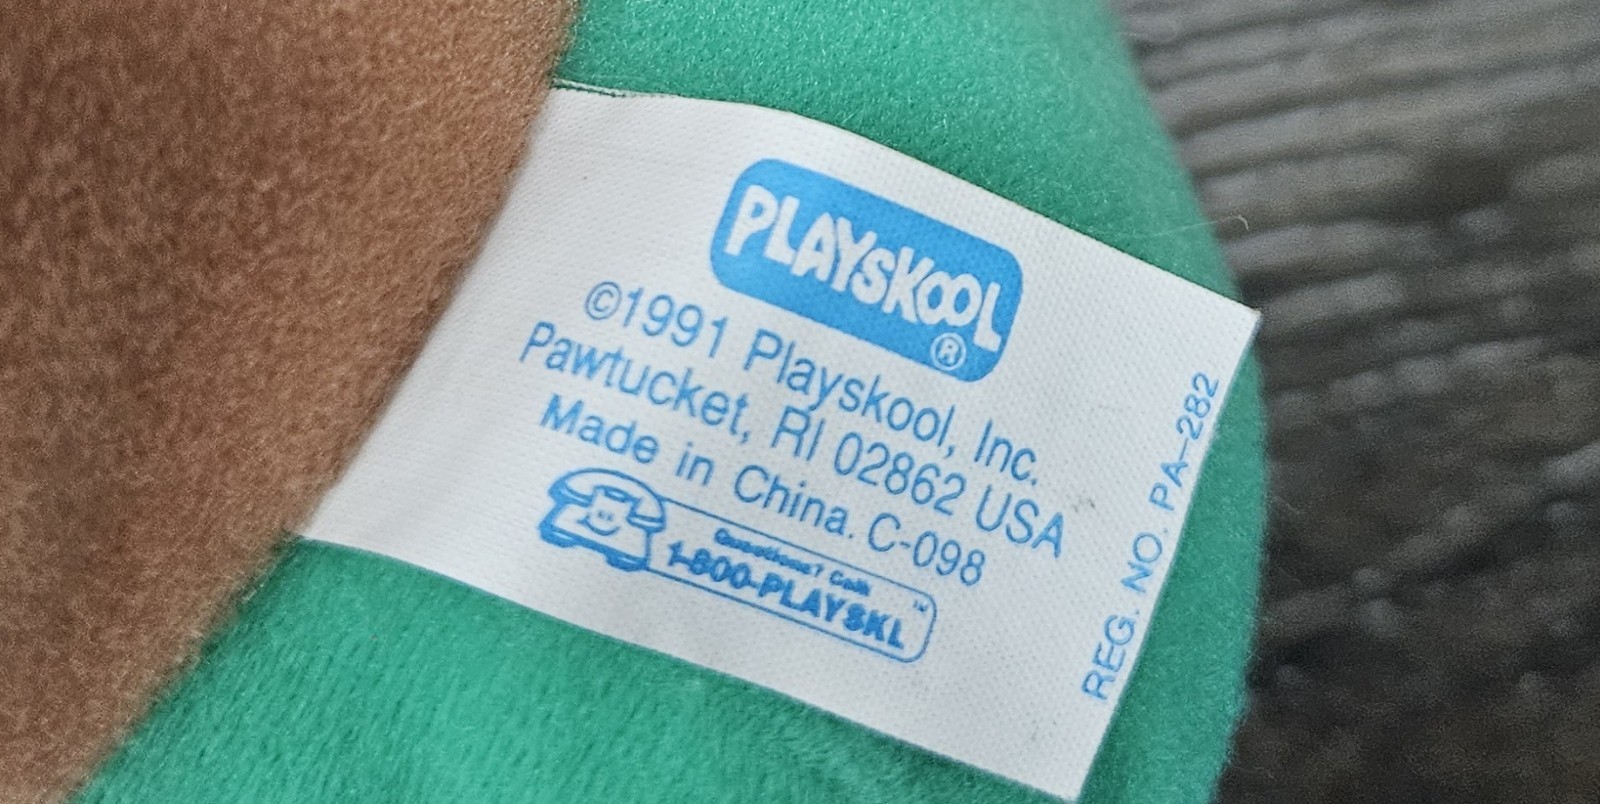 PLAYSKOOL
®
©1991 Playskool, Inc.
Pawtucket, RI 02862 USA
Made in China. C-098
Questions? Call:
1-800-PLAYSKL ™
REG. NO. PA-282